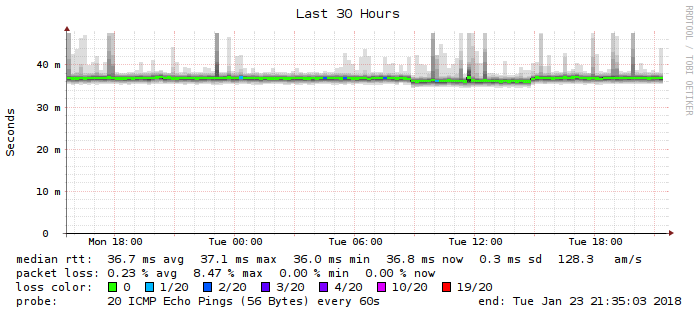 Last 30 Hours
RRDTOOL / TOBI OETIKER
Seconds
40 m
30 m
20 m
10 m
0
Mon 18:00 Tue 00:00 Tue 06:00 Tue 12:00 Tue 18:00
median rtt: 36.7 ms avg 37.1 ms max 36.0 ms min 36.8 ms now 0.3 ms sd 128.3 am/s
packet loss: 0.23 % avg 8.47 % max 0.00 % min 0.00 % now
loss color: 0 1/20 2/20 3/20 4/20 10/20 19/20
probe: 20 ICMP Echo Pings (56 Bytes) every 60s end: Tue Jan 23 21:35:03 2018